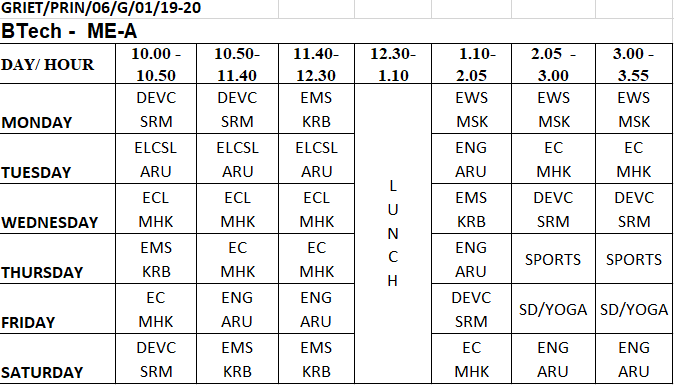 GRIET/PRIN/06/G/01/19-20
BTech - ME-A
DAY/ HOUR 10.00 - 10.50- 11.40- 12.30- 1.10- 2.05 - 3.00 -
10.50 11.40 12.30 1.10 2.05 3.00 3.55
DEVC DEVC EMS EWS EWS EWS
MONDAY SRM SRM KRB MSK MSK MSK
ELCSL ELCSL ELCSL ENG EC EC
TUESDAY ARU ARU ARU ARU MHK MHK
ECL ECL ECL EMS DEVC DEVC
WEDNESDAY MHK MHK MHK KRB SRM SRM
EMS EC EC ENG SPORTS SPORTS
THURSDAY KRB MHK MHK ARU
EC ENG ENG DEVC SD/YOGA SD/YOGA
FRIDAY MHK ARU ARU SRM
DEVC EMS EMS EC ENG ENG
SATURDAY SRM KRB KRB MHK ARU ARU
L
U
N
C
H